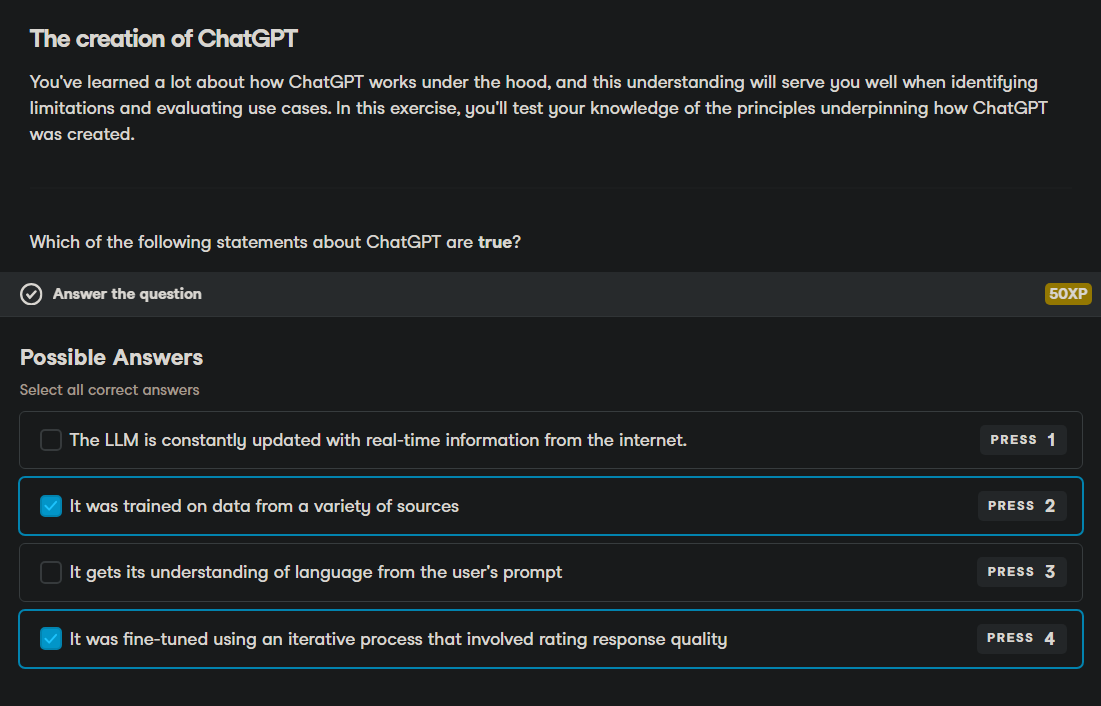 The creation of ChatGPT
You've learned a lot about how ChatGPT works under the hood, and this understanding will serve you well when identifying
limitations and evaluating use cases. In this exercise, you'll test your knowledge of the principles underpinning how ChatGPT
was created.
Which of the following statements about ChatGPT are true?
Answer the question
50XP
Possible Answers
Select all correct answers
The LLM is constantly updated with real-time information from the internet.
PRESS 1
It was trained on data from a variety of sources
PRESS 2
It gets its understanding of language from the user's prompt
PRESS 3
It was fine-tuned using an iterative process that involved rating response quality
PRESS 4